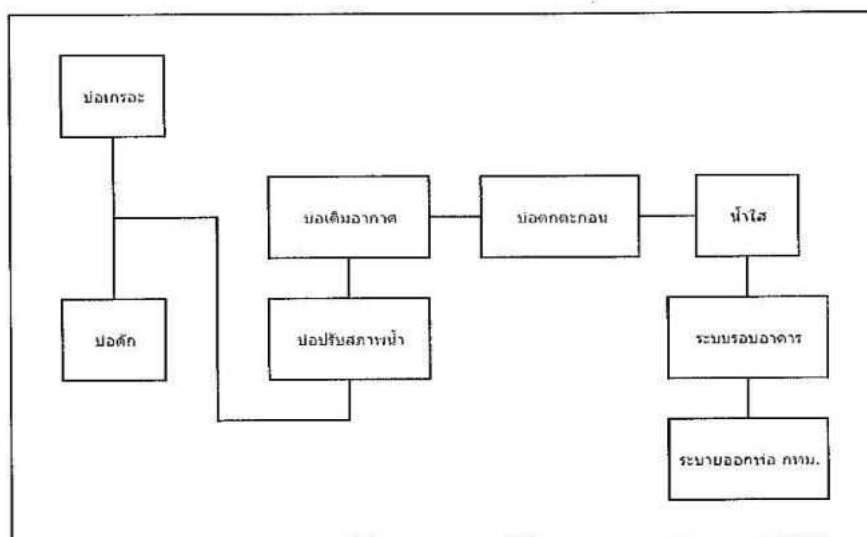 บ่อเกรอะ
บ่อเติมอากาศ
บ่อตกตะกอน
น้ำใส
บ่อดัก
บ่อปรับสภาพน้ำ
ระบบรอบอาคาร
ระบายออกท่อ กทม.